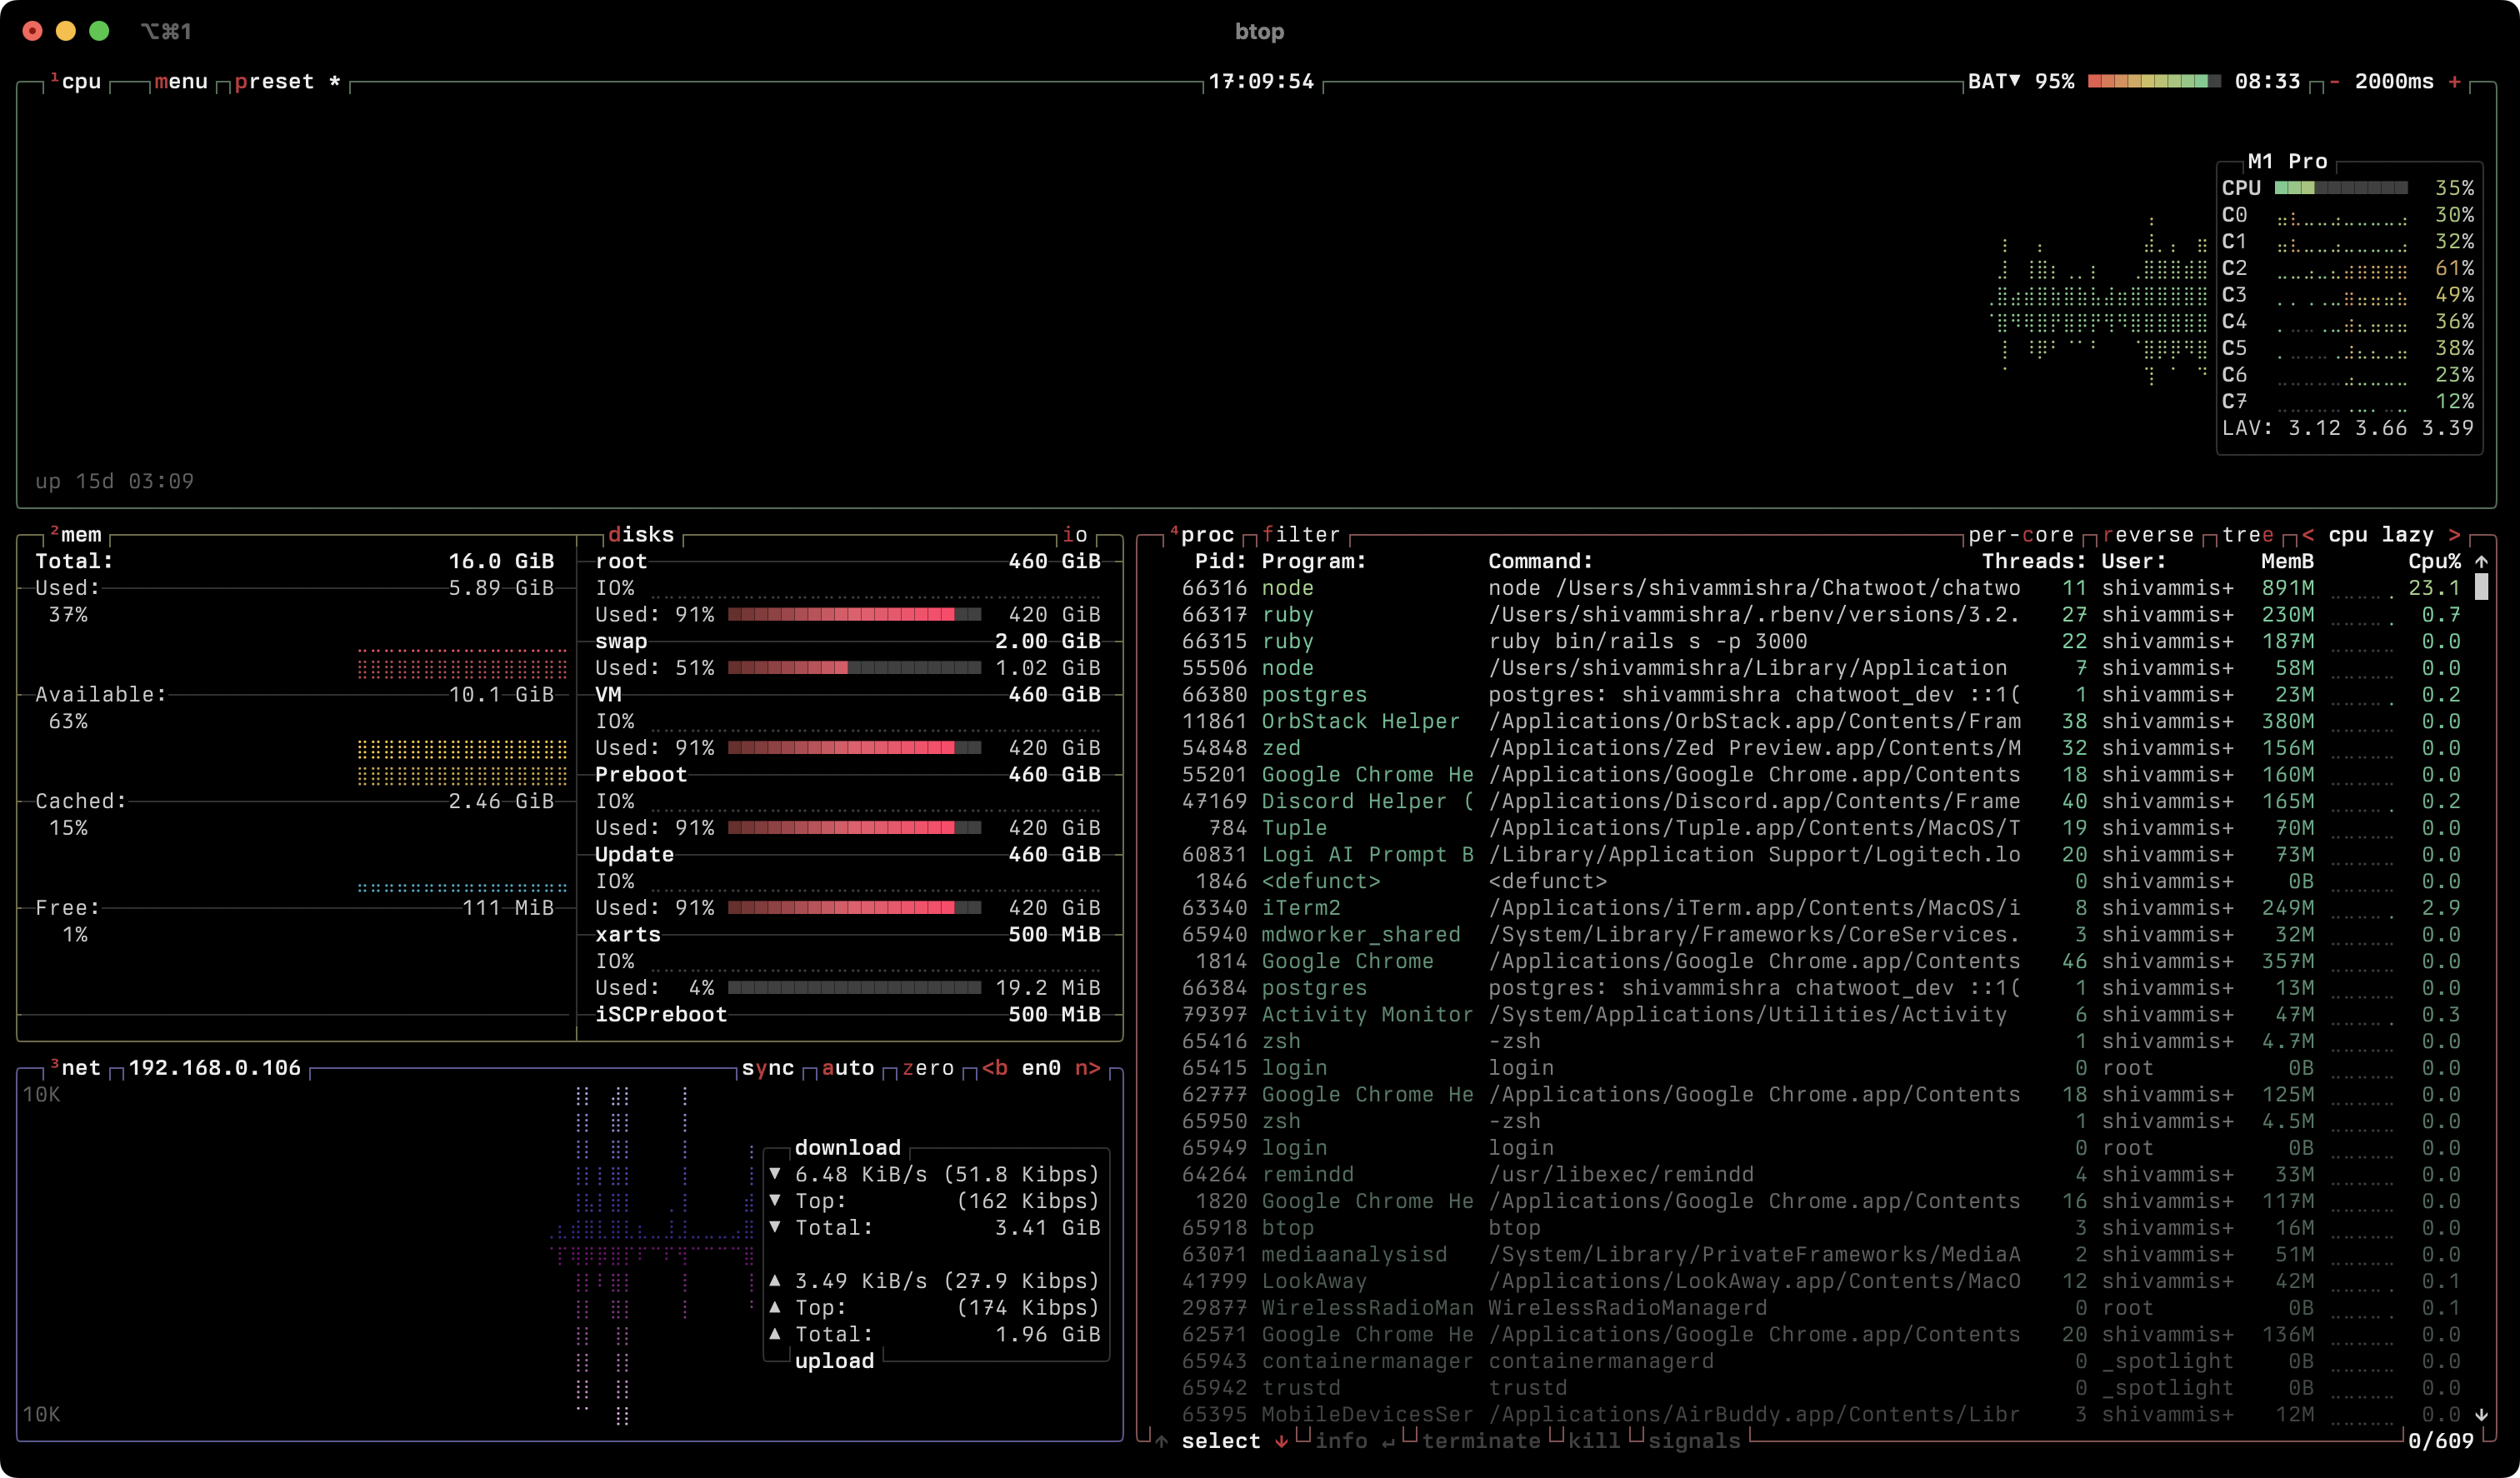 ⌥⌘1 btop
¹cpu menu preset * 17:09:54 BAT▼ 95% 08:33 - 2000ms +
M1 Pro
CPU 35%
C0 30%
C1 32%
C2 61%
C3 49%
C4 36%
C5 38%
C6 23%
C7 12%
LAV: 3.12 3.66 3.39
up 15d 03:09
²mem
Total: 16.0 GiB
Used: 5.89 GiB
37%
Available: 10.1 GiB
63%
Cached: 2.46 GiB
15%
Free: 111 MiB
1%
disks io
root 460 GiB
IO%
Used: 91% 420 GiB
swap 2.00 GiB
Used: 51% 1.02 GiB
VM 460 GiB
IO%
Used: 91% 420 GiB
Preboot 460 GiB
IO%
Used: 91% 420 GiB
Update 460 GiB
IO%
Used: 91% 420 GiB
xarts 500 MiB
IO%
Used: 4% 19.2 MiB
iSCPreboot 500 MiB
³net 192.168.0.106 sync auto zero <b en0 n>
10K
download
▼ 6.48 KiB/s (51.8 Kibps)
▼ Top: (162 Kibps)
▼ Total: 3.41 GiB
▲ 3.49 KiB/s (27.9 Kibps)
▲ Top: (174 Kibps)
▲ Total: 1.96 GiB
upload
10K
⁴proc filter per-core reverse tree < cpu lazy >
Pid: Program: Command: Threads: User: MemB Cpu% ↑
66316 node node /Users/shivammishra/Chatwoot/chatwo 11 shivammis+ 891M 23.1
66317 ruby /Users/shivammishra/.rbenv/versions/3.2. 27 shivammis+ 230M 0.7
66315 ruby ruby bin/rails s -p 3000 22 shivammis+ 187M 0.0
55506 node /Users/shivammishra/Library/Application 7 shivammis+ 58M 0.0
66380 postgres postgres: shivammishra chatwoot_dev ::1( 1 shivammis+ 23M 0.2
11861 OrbStack Helper /Applications/OrbStack.app/Contents/Fram 38 shivammis+ 380M 0.0
54848 zed /Applications/Zed Preview.app/Contents/M 32 shivammis+ 156M 0.0
55201 Google Chrome He /Applications/Google Chrome.app/Contents 18 shivammis+ 160M 0.0
47169 Discord Helper ( /Applications/Discord.app/Contents/Frame 40 shivammis+ 165M 0.2
784 Tuple /Applications/Tuple.app/Contents/MacOS/T 19 shivammis+ 70M 0.0
60831 Logi AI Prompt B /Library/Application Support/Logitech.lo 20 shivammis+ 73M 0.0
1846 <defunct> <defunct> 0 shivammis+ 0B 0.0
63340 iTerm2 /Applications/iTerm.app/Contents/MacOS/i 8 shivammis+ 249M 2.9
65940 mdworker_shared /System/Library/Frameworks/CoreServices. 3 shivammis+ 32M 0.0
1814 Google Chrome /Applications/Google Chrome.app/Contents 46 shivammis+ 357M 0.0
66384 postgres postgres: shivammishra chatwoot_dev ::1( 1 shivammis+ 13M 0.0
79397 Activity Monitor /System/Applications/Utilities/Activity 6 shivammis+ 47M 0.3
65416 zsh -zsh 1 shivammis+ 4.7M 0.0
65415 login login 0 root 0B 0.0
62777 Google Chrome He /Applications/Google Chrome.app/Contents 18 shivammis+ 125M 0.0
65950 zsh -zsh 1 shivammis+ 4.5M 0.0
65949 login login 0 root 0B 0.0
64264 remindd /usr/libexec/remindd 4 shivammis+ 33M 0.0
1820 Google Chrome He /Applications/Google Chrome.app/Contents 16 shivammis+ 117M 0.0
65918 btop btop 3 shivammis+ 16M 0.0
63071 mediaanalysisd /System/Library/PrivateFrameworks/MediaA 2 shivammis+ 51M 0.0
41799 LookAway /Applications/LookAway.app/Contents/MacO 12 shivammis+ 42M 0.1
29877 WirelessRadioMan WirelessRadioManagerd 0 root 0B 0.1
62571 Google Chrome He /Applications/Google Chrome.app/Contents 20 shivammis+ 136M 0.0
65943 containermanager containermanagerd 0 _spotlight 0B 0.0
65942 trustd trustd 0 _spotlight 0B 0.0
65395 MobileDevicesSer /Applications/AirBuddy.app/Contents/Libr 3 shivammis+ 12M 0.0 ↓
↑ select ↓ info ↵ terminate kill signals 0/609